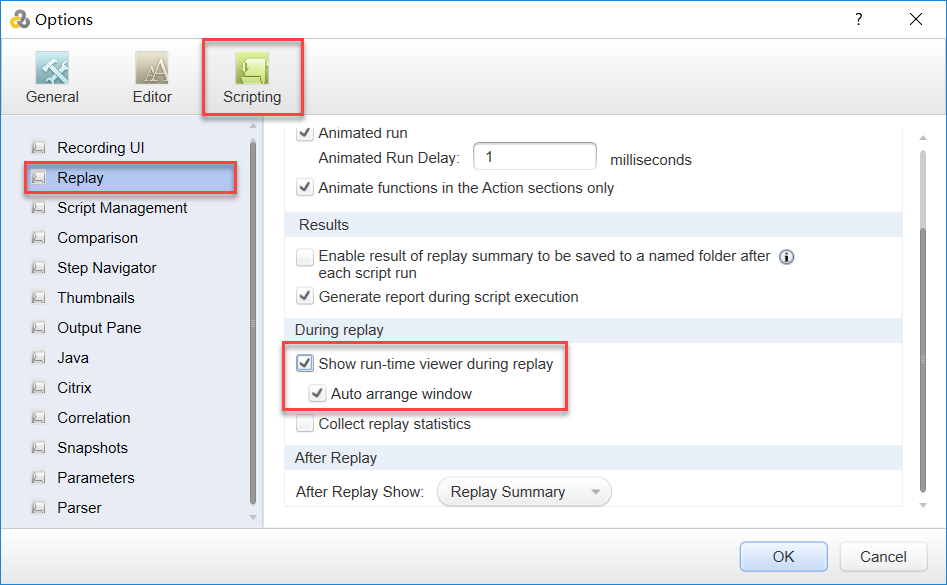 Options
?
General
Editor
Scripting
Recording UI
Replay
Script Management
Comparison
Step Navigator
Thumbnails
Output Pane
Java
Citrix
Correlation
Snapshots
Parameters
Parser
Animated run
Animated Run Delay: 1 milliseconds
Animate functions in the Action sections only
Results
Enable result of replay summary to be saved to a named folder after
each script run
Generate report during script execution
During replay
Show run-time viewer during replay
Auto arrange window
Collect replay statistics
After Replay
After Replay Show: Replay Summary
OK
Cancel